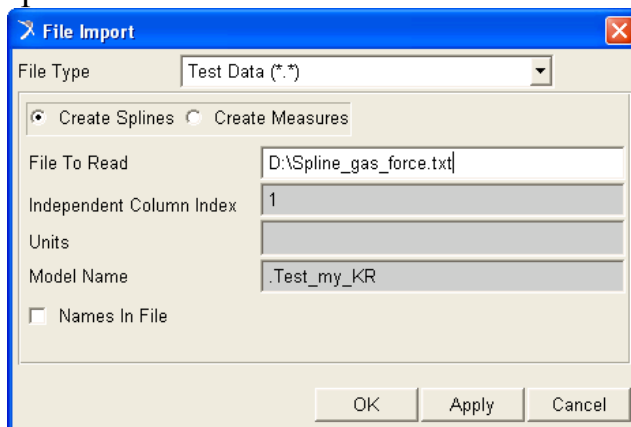 File Import
File Type Test Data (*.*)
Create Splines Create Measures
File To Read D:\Spline_gas_force.txt
Independent Column Index 1
Units
Model Name .Test_my_KR
Names In File
OK Apply Cancel